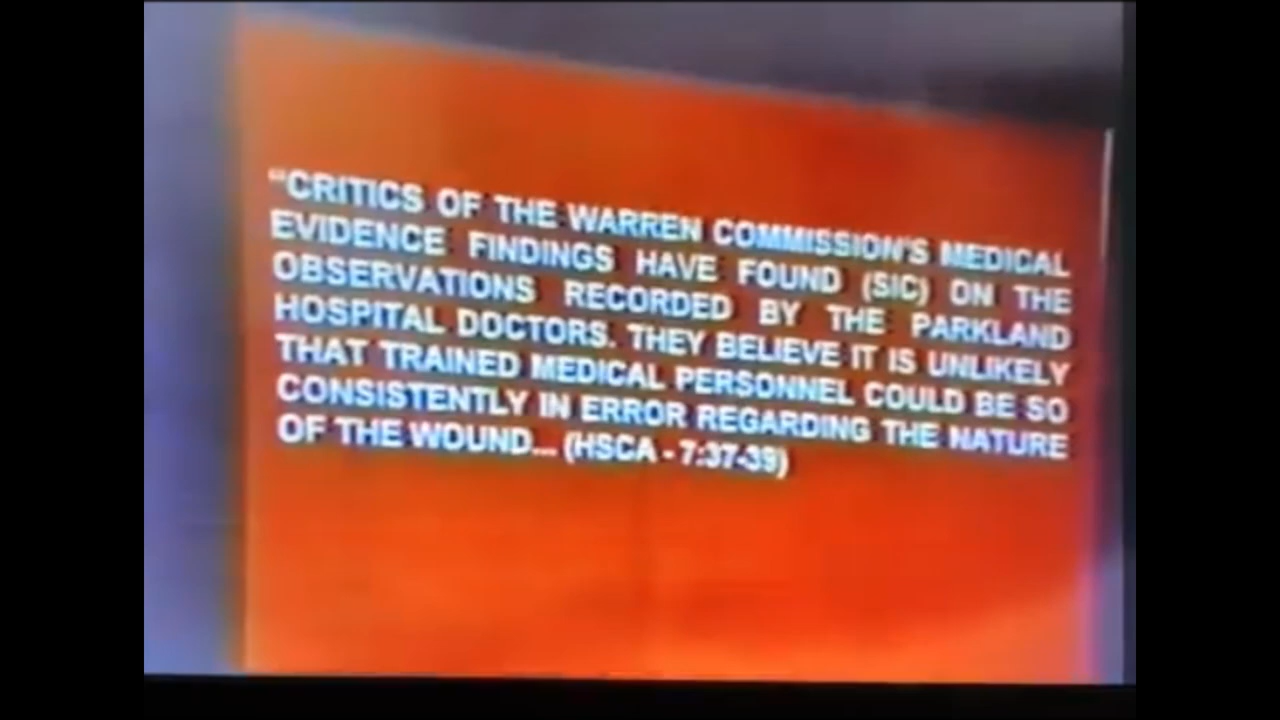 “CRITICS OF THE WARREN COMMISSION'S MEDICAL
EVIDENCE FINDINGS HAVE FOUND (SIC) ON THE
OBSERVATIONS RECORDED BY THE PARKLAND
HOSPITAL DOCTORS. THEY BELIEVE IT IS UNLIKELY
THAT TRAINED MEDICAL PERSONNEL COULD BE SO
CONSISTENTLY IN ERROR REGARDING THE NATURE
OF THE WOUND... (HSCA - 7:37-39)